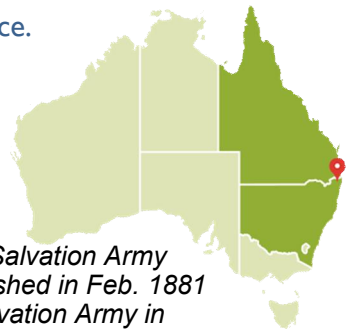 ce.
Salvation Army
shed in Feb. 1881
vation Army in